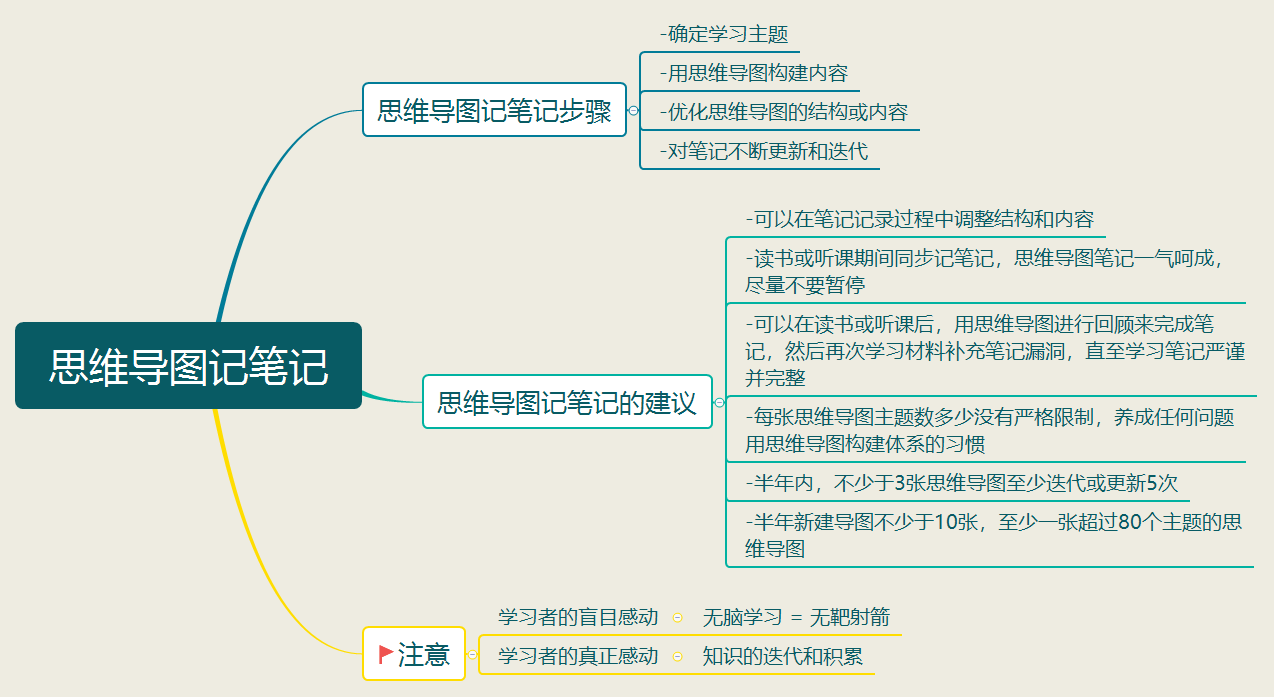 思维导图记笔记
思维导图记笔记步骤
-确定学习主题
-用思维导图构建内容
-优化思维导图的结构或内容
-对笔记不断更新和迭代
思维导图记笔记的建议
-可以在笔记记录过程中调整结构和内容
-读书或听课期间同步记笔记，思维导图笔记一气呵成，
尽量不要暂停
-可以在读书或听课后，用思维导图进行回顾来完成笔
记，然后再次学习材料补充笔记漏洞，直至学习笔记严谨
并完整
-每张思维导图主题数多少没有严格限制，养成任何问题
用思维导图构建体系的习惯
-半年内，不少于3张思维导图至少迭代或更新5次
-半年新建导图不少于10张，至少一张超过80个主题的思
维导图
注意
学习者的盲目感动 无脑学习 = 无靶射箭
学习者的真正感动 知识的迭代和积累